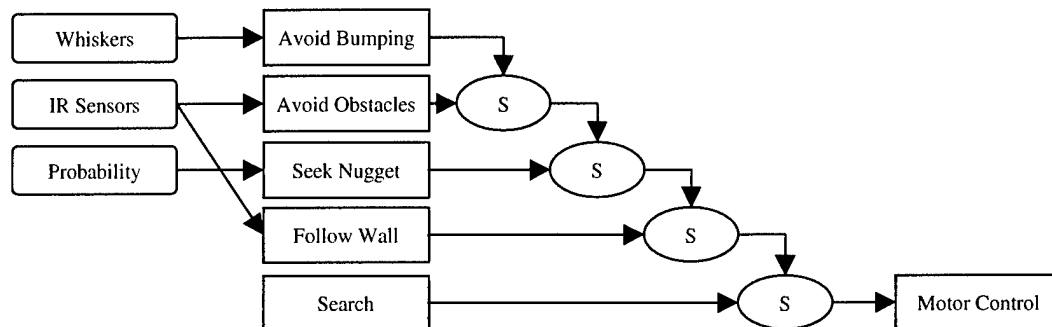 Whiskers
Avoid Bumping
IR Sensors
Avoid Obstacles
S
Probability
Seek Nugget
S
Follow Wall
S
Search
S
Motor Control